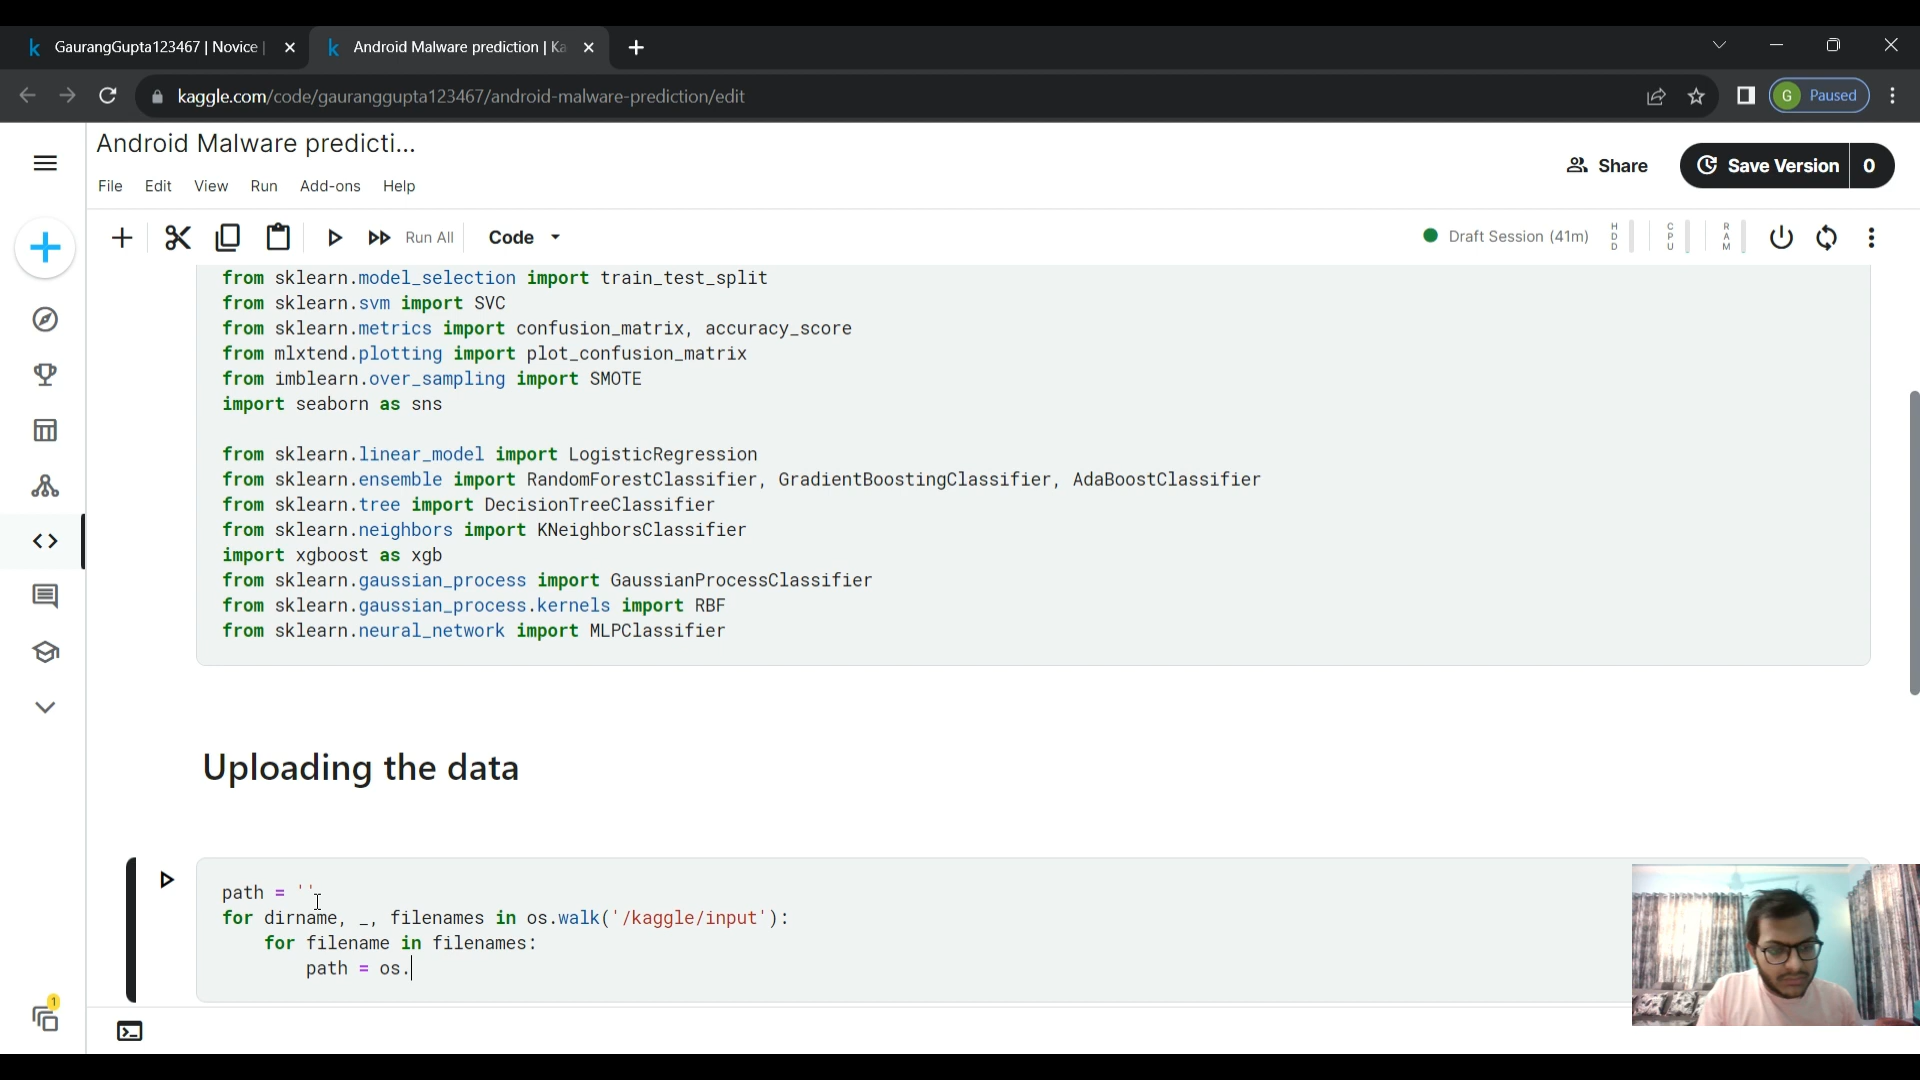 GaurangGupta123467 | Novice |
Android Malware prediction | Ka
kaggle.com/code/gauranggupta123467/android-malware-prediction/edit
G Paused
Android Malware predicti...
Share
Save Version 0
File Edit View Run Add-ons Help
Run All Code
Draft Session (41m) HDD CPU RAM
from sklearn.model_selection import train_test_split
from sklearn.svm import SVC
from sklearn.metrics import confusion_matrix, accuracy_score
from mlxtend.plotting import plot_confusion_matrix
from imblearn.over_sampling import SMOTE
import seaborn as sns
from sklearn.linear_model import LogisticRegression
from sklearn.ensemble import RandomForestClassifier, GradientBoostingClassifier, AdaBoostClassifier
from sklearn.tree import DecisionTreeClassifier
from sklearn.neighbors import KNeighborsClassifier
import xgboost as xgb
from sklearn.gaussian_process import GaussianProcessClassifier
from sklearn.gaussian_process.kernels import RBF
from sklearn.neural_network import MLPClassifier
Uploading the data
path = ''
for dirname, _, filenames in os.walk('/kaggle/input'):
for filename in filenames:
path = os.
1